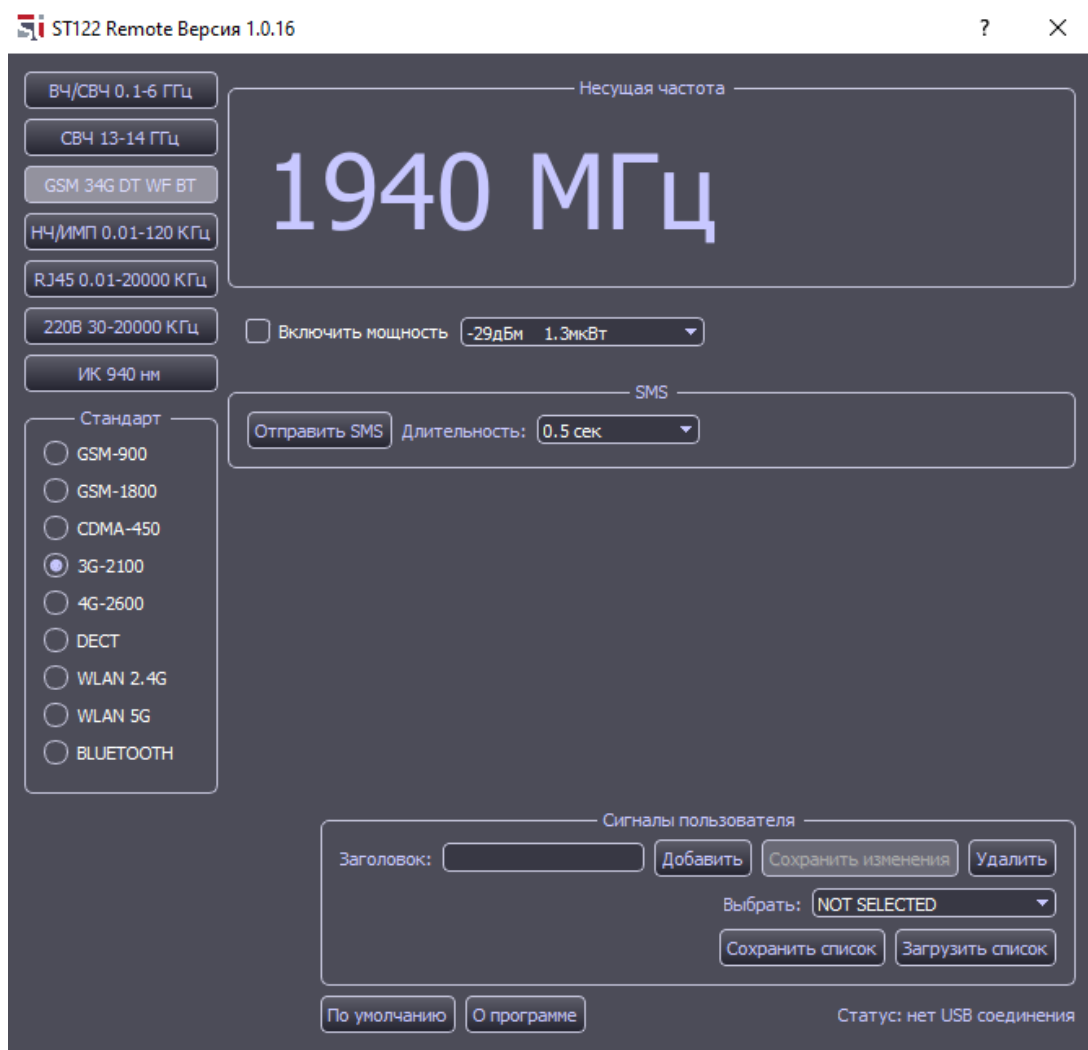 ST122 Remote Версия 1.0.16
?
ВЧ/СВЧ 0.1-6 ГГц
СВЧ 13-14 ГГц
GSM 34G DT WF BT
НЧ/ИМП 0.01-120 КГц
RJ45 0.01-20000 КГц
220В 30-20000 КГц
ИК 940 нм
Стандарт
GSM-900
GSM-1800
CDMA-450
3G-2100
4G-2600
DECT
WLAN 2.4G
WLAN 5G
BLUETOOTH
Несущая частота
1940 МГц
Включить мощность -29дБм 1.3мкВт
SMS
Отправить SMS Длительность: 0.5 сек
Сигналы пользователя
Заголовок: Добавить Сохранить изменения Удалить
Выбрать: NOT SELECTED
Сохранить список Загрузить список
По умолчанию О программе Статус: нет USB соединения